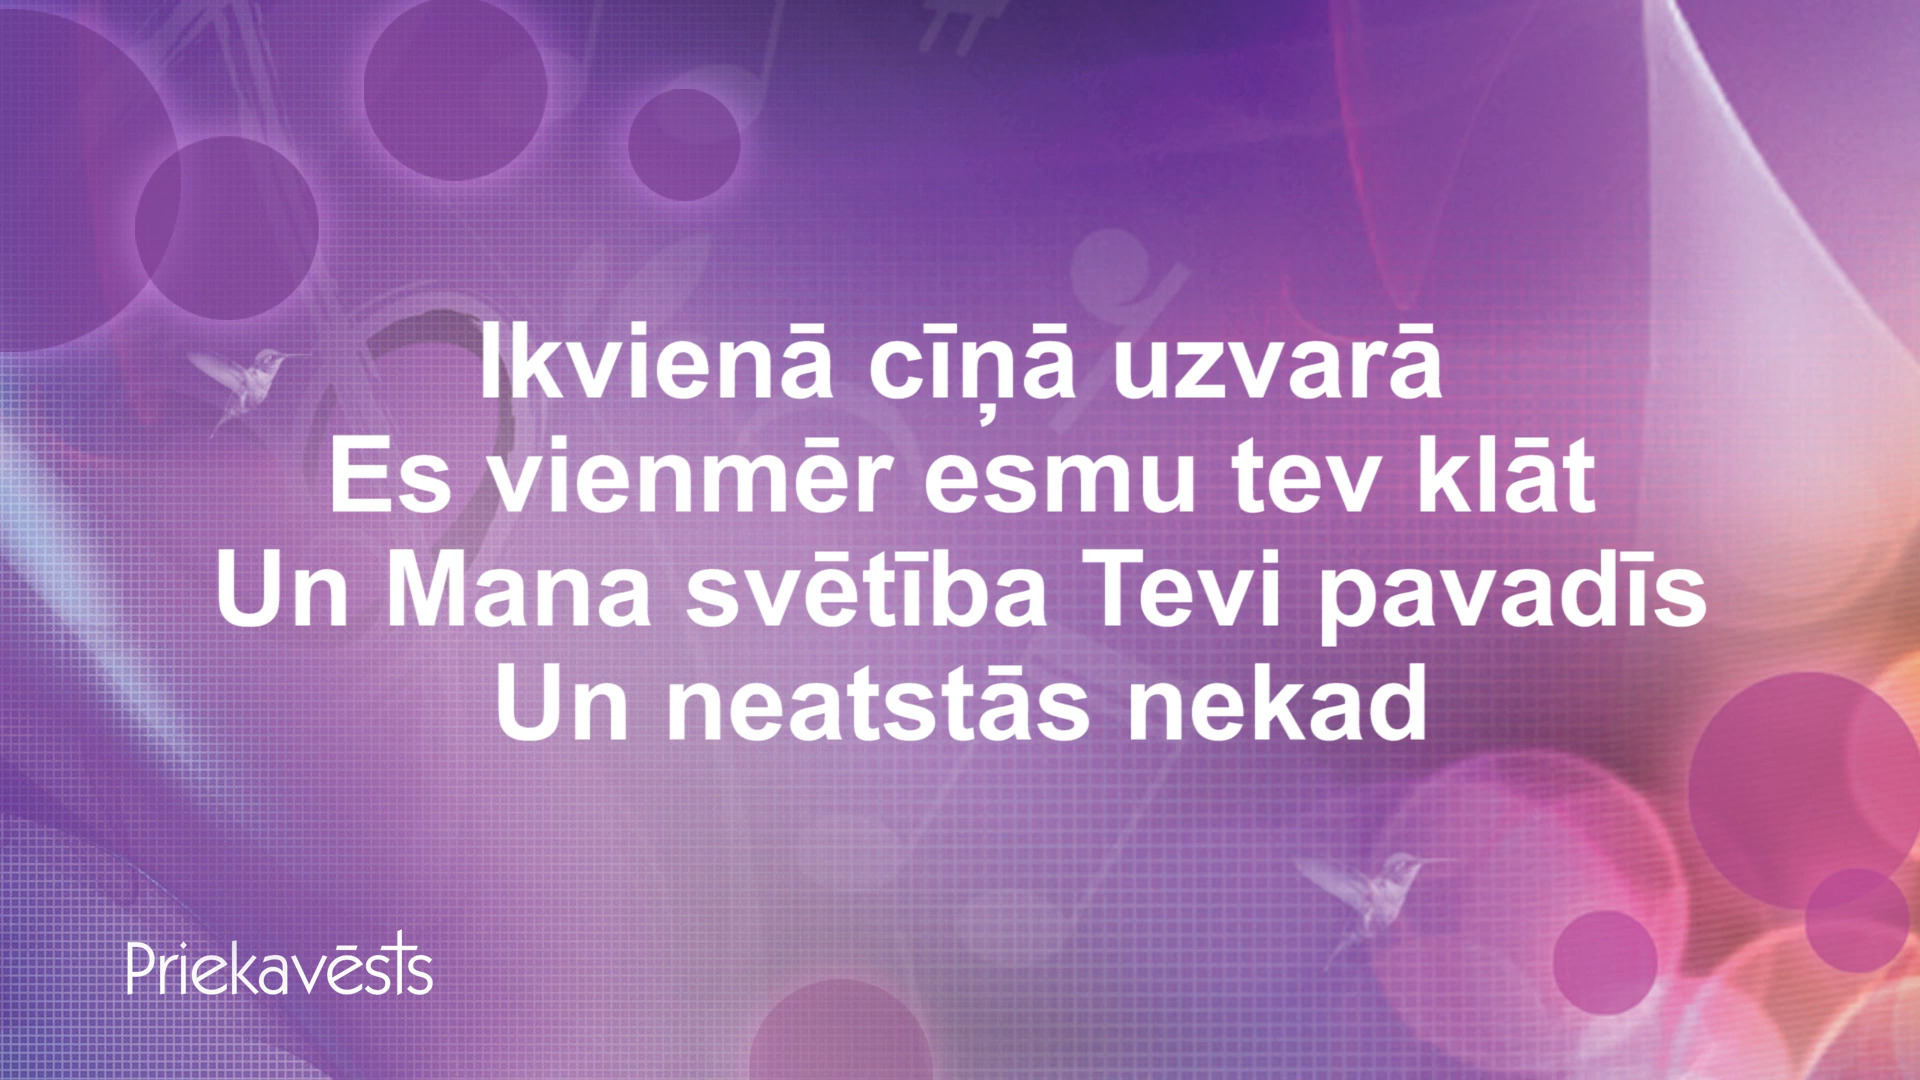 Ikvienā cīņā uzvarā
Es vienmēr esmu tev klāt
Un Mana svētība Tevi pavadīs
Un neatstās nekad
Priekavēsts